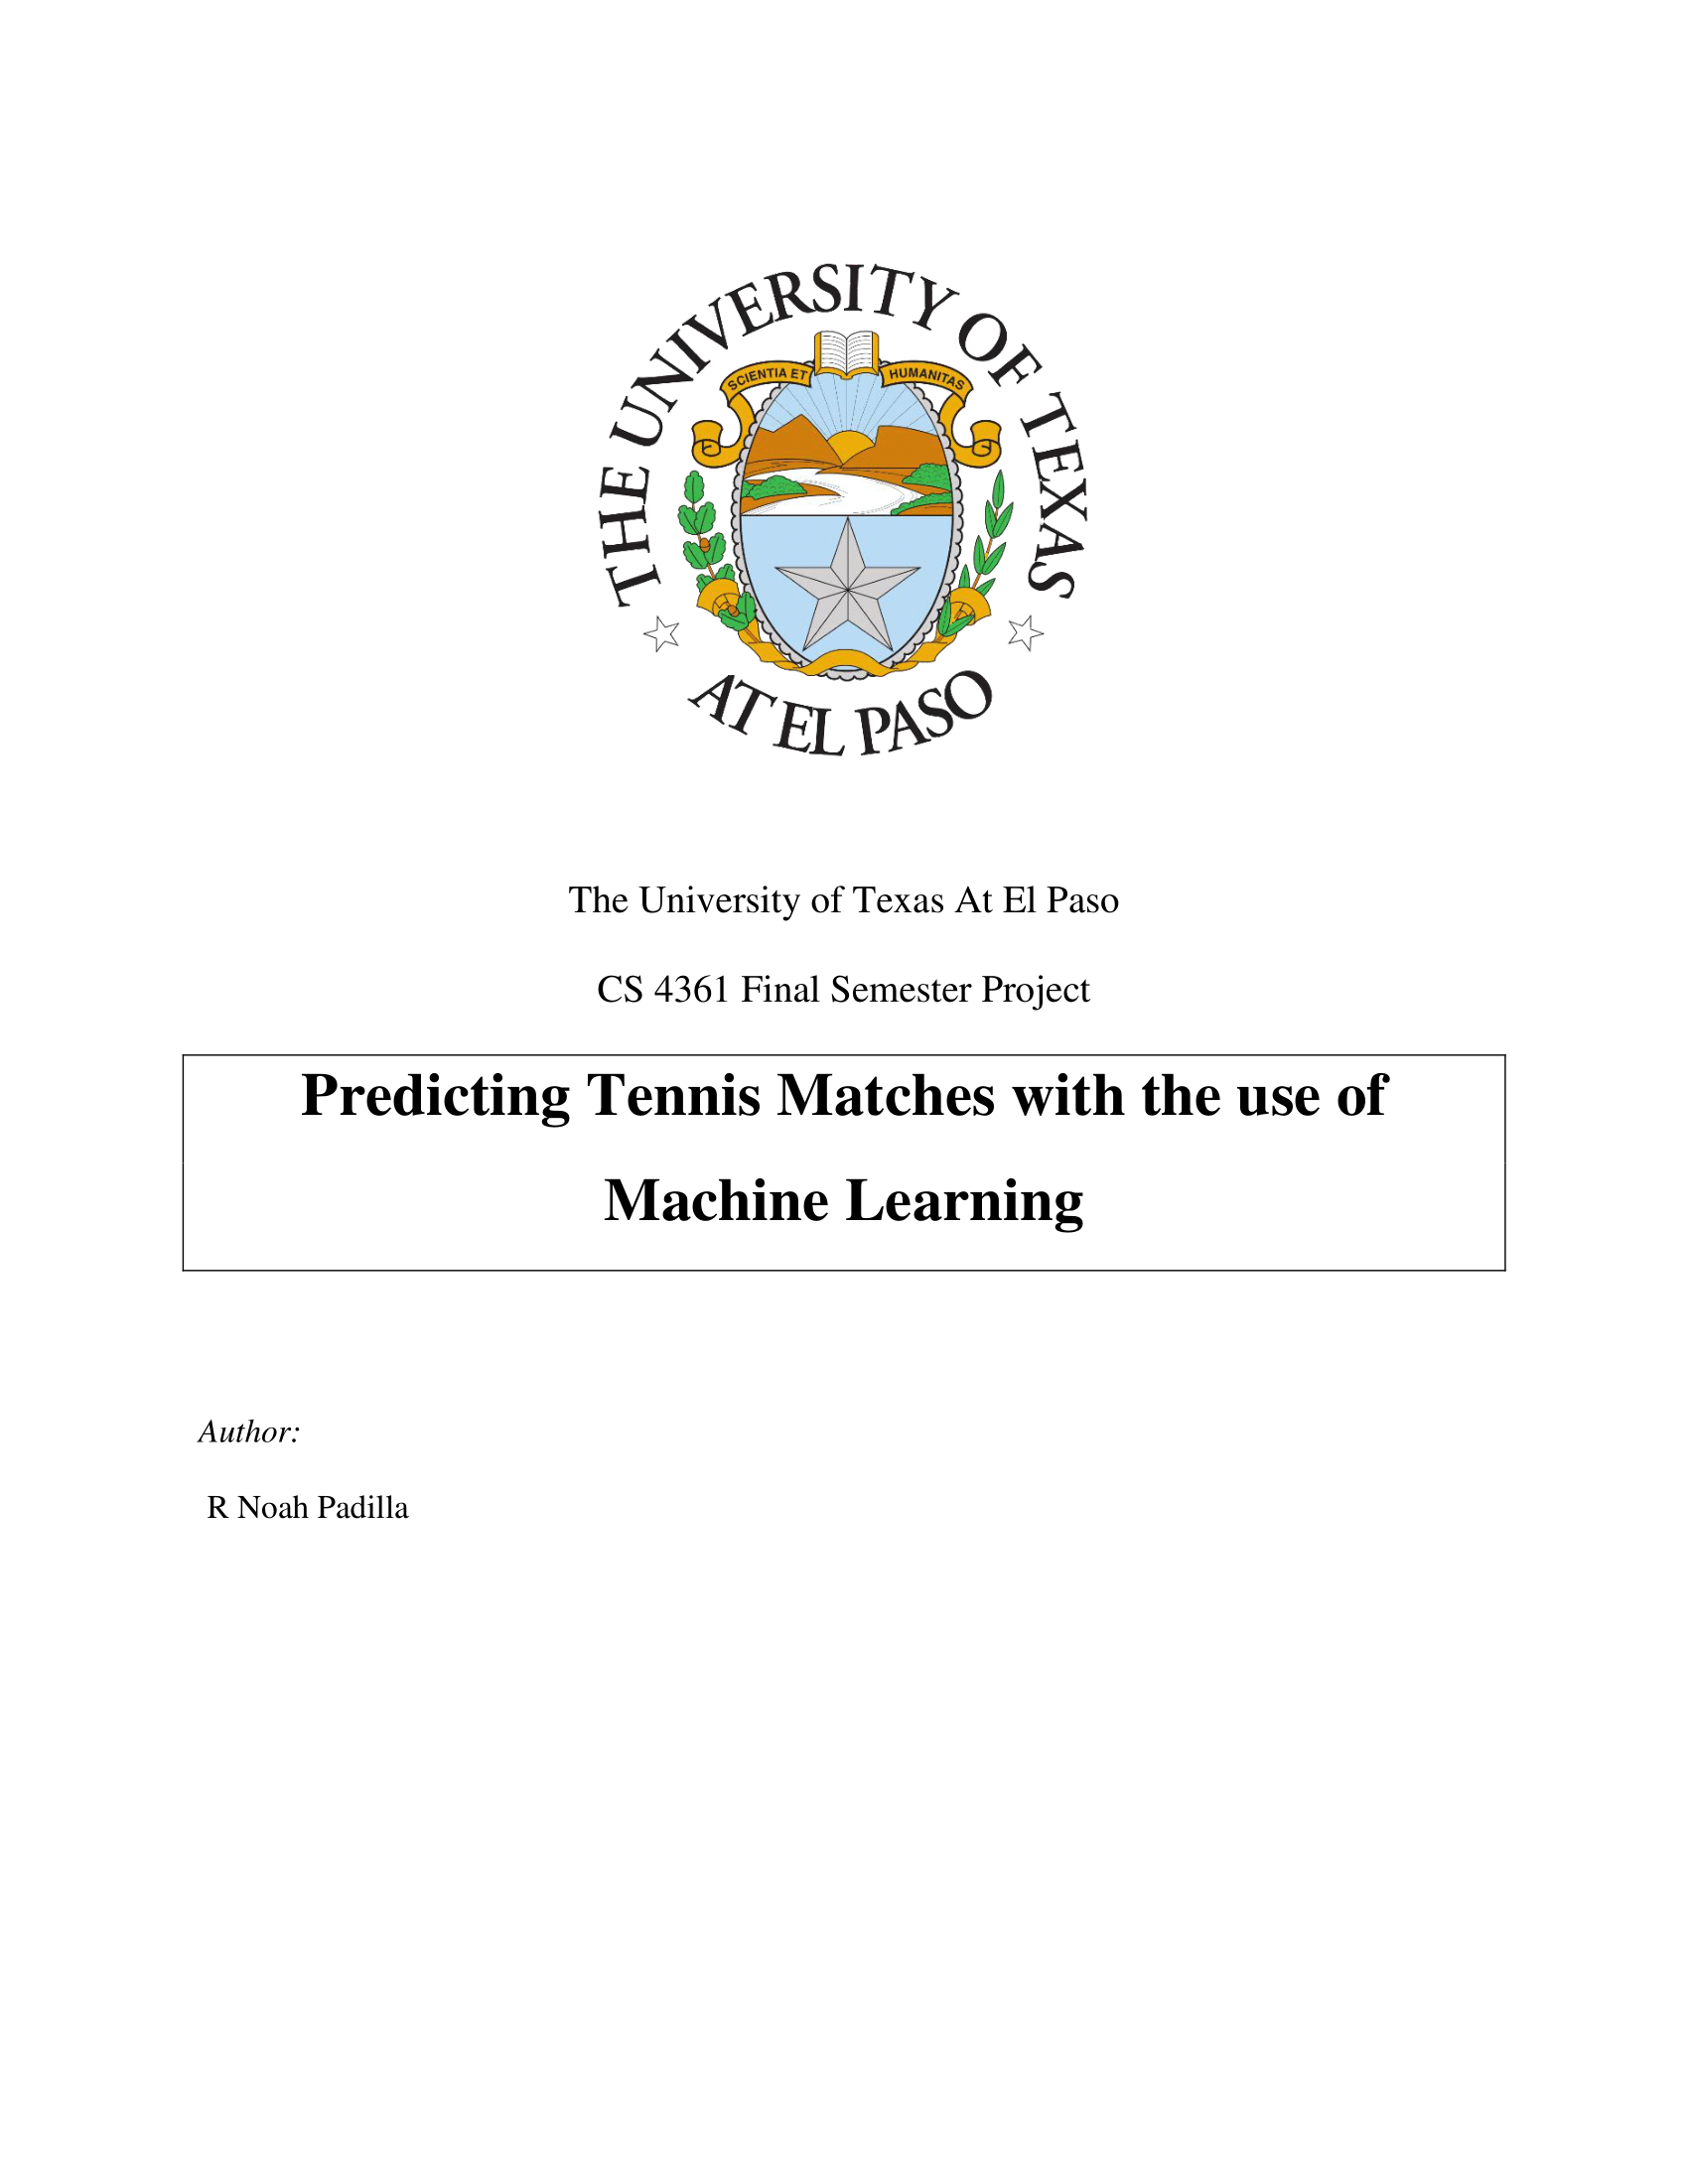 THE UNIVERSITY OF TEXAS
SCIENTIA ET HUMANITAS
AT EL PASO
The University of Texas At El Paso
CS 4361 Final Semester Project
Predicting Tennis Matches with the use of
Machine Learning
Author:
R Noah Padilla